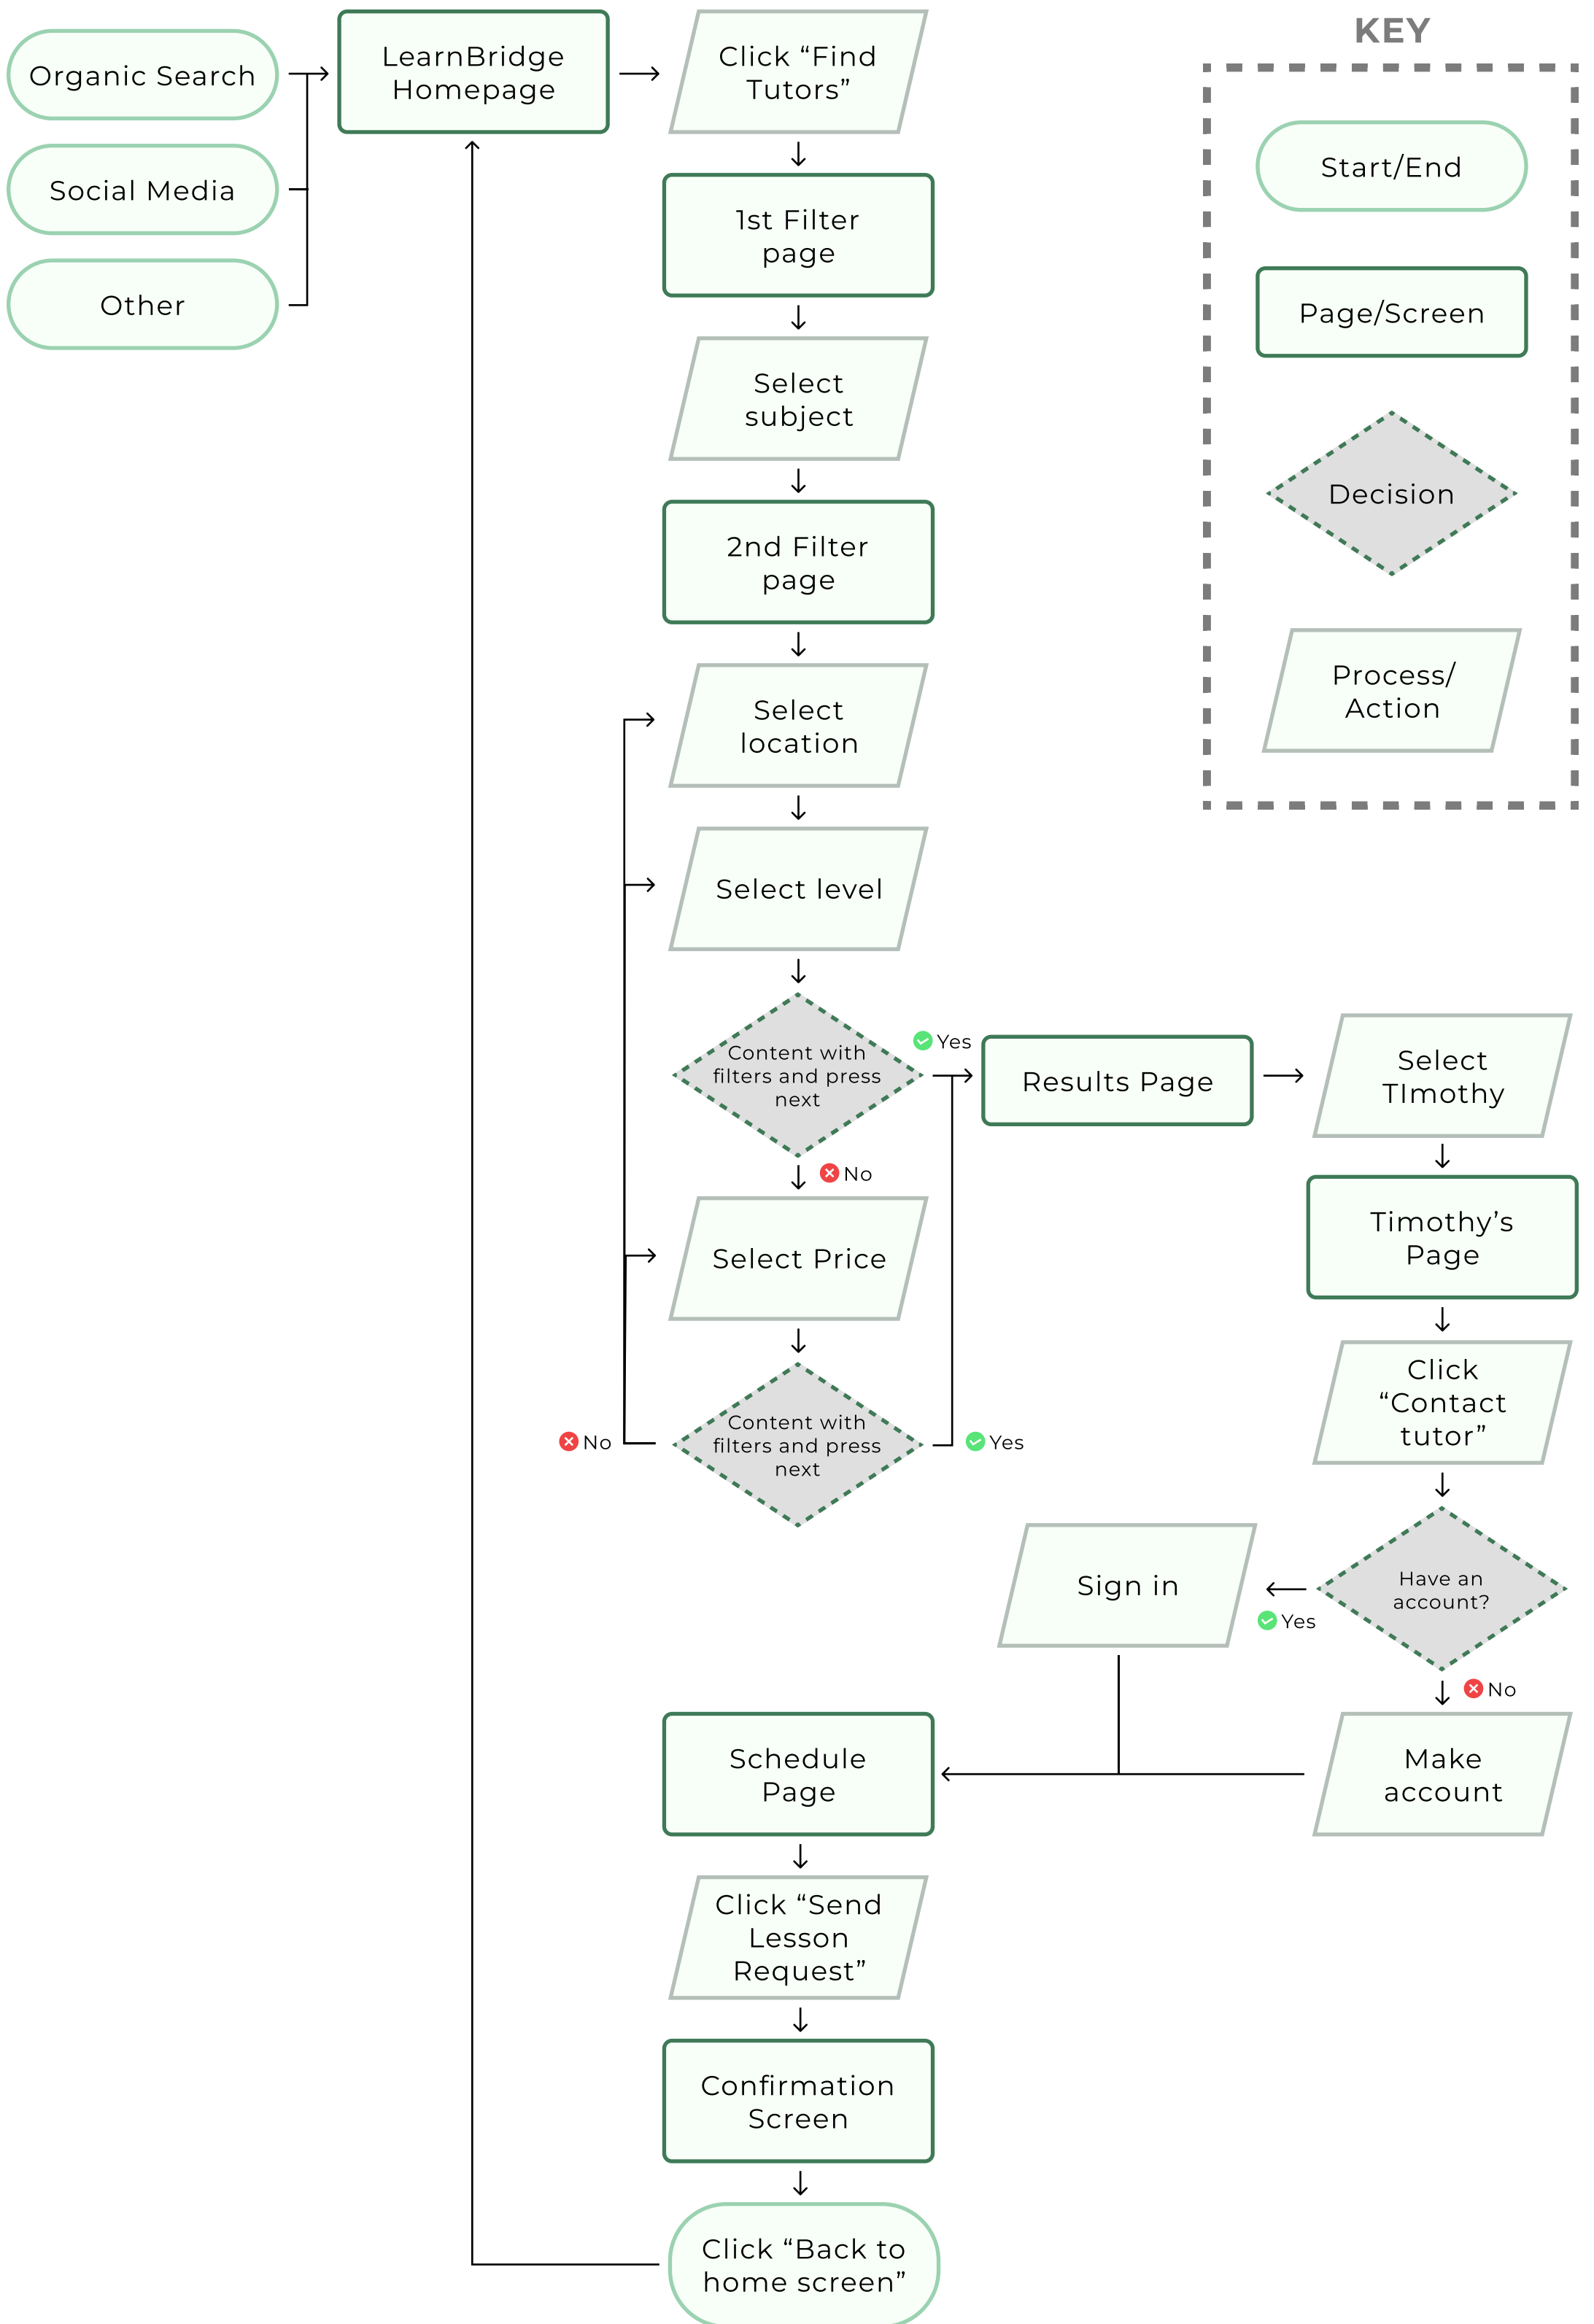 Organic Search
Social Media
Other
LearnBridge
Homepage
Click “Find
Tutors”
1st Filter
page
Select
subject
2nd Filter
page
Select
location
Select level
Content with
filters and press
next
Yes
No
Select Price
Content with
filters and press
next
No
Yes
Results Page
Select
TImothy
Timothy’s
Page
Click
“Contact
tutor”
Have an
account?
Yes
No
Sign in
Make
account
Schedule
Page
Click “Send
Lesson
Request”
Confirmation
Screen
Click “Back to
home screen”
KEY
Start/End
Page/Screen
Decision
Process/
Action